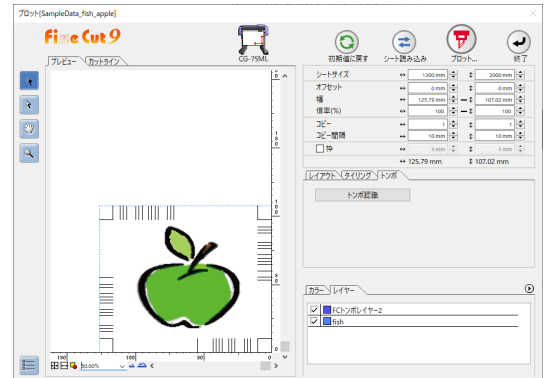 プロット[SampleData_fish_apple]
Fine Cut 9
CG-75ML
初期値に戻す シート読み込み プロット... 終了
プレビュー カットライン
シートサイズ 1300 mm 2000 mm
オフセット 0 mm 0 mm
幅 125.79 mm 107.02 mm
倍率(%) 100 100
コピー 1 1
コピー間隔 10 mm 10 mm
枠 5 mm 5 mm
125.79 mm 107.02 mm
レイアウト タイリング トンボ
トンボ認識
150
100
50
0
カラー レイヤー
FCトンボレイヤー2
fish
150 100 50 0
50.00%